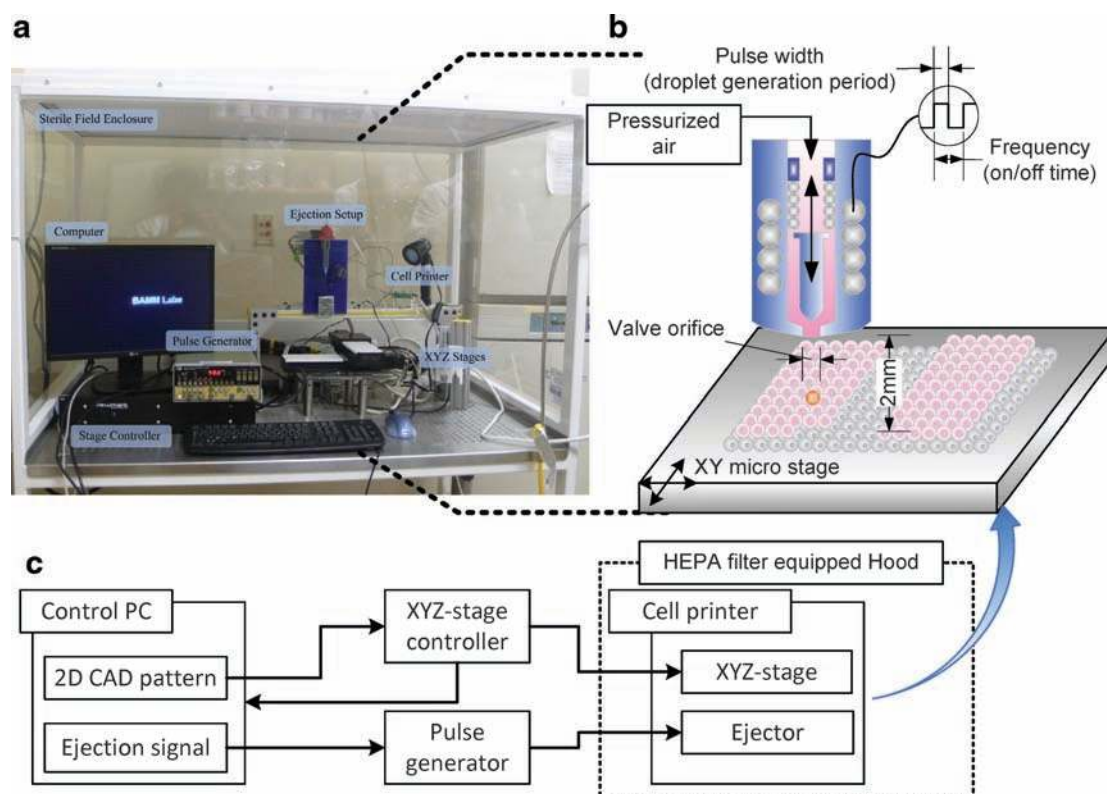 a
Sterile Field Enclosure
Ejection Setup
Computer
Cell Printer
BAMM Labs
Pulse Generator
XYZ Stages
Stage Controller
b
Pulse width
(droplet generation period)
Pressurized
air
Frequency
(on/off time)
Valve orifice
2mm
XY micro stage
c
HEPA filter equipped Hood
Control PC
XYZ-stage
controller
Cell printer
2D CAD pattern
XYZ-stage
Ejection signal
Pulse
generator
Ejector